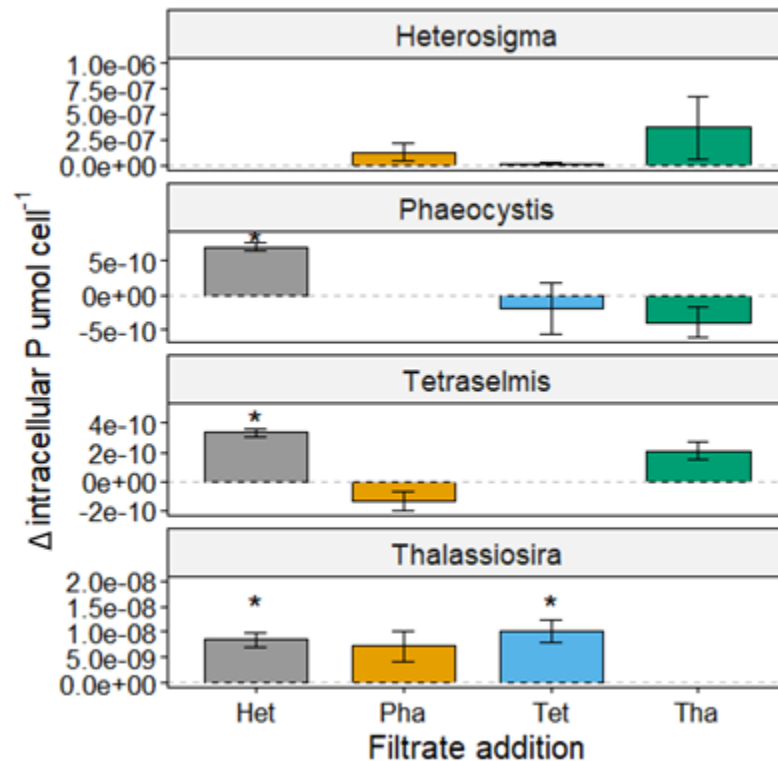 Heterosigma
1.0e-06
7.5e-07
5.0e-07
2.5e-07
0.0e+00
Phaeocystis
*
5e-10
0e+00
-5e-10
Tetraselmis
*
4e-10
2e-10
0e+00
-2e-10
Thalassiosira
2.0e-08
1.5e-08
* *
1.0e-08
5.0e-09
0.0e+00
Δ intracellular P umol cell⁻¹
Het Pha Tet Tha
Filtrate addition